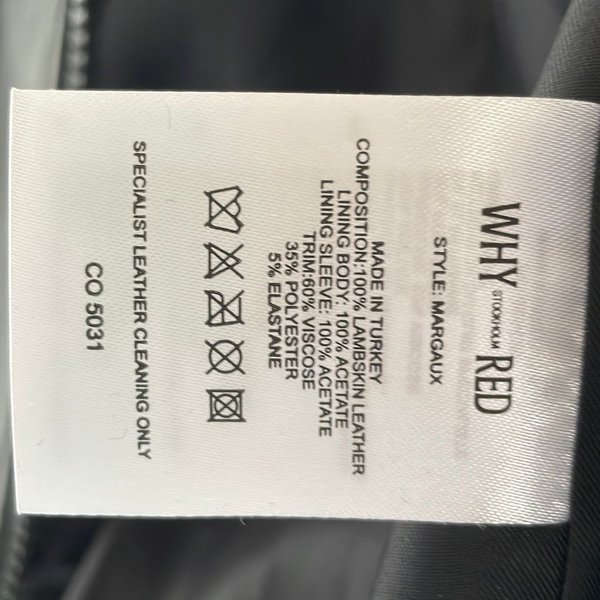 WHY STOCKHOLM RED
STYLE: MARGAUX
MADE IN TURKEY
COMPOSITION:100% LAMBSKIN LEATHER
LINING BODY: 100% ACETATE
LINING SLEEVE: 100% ACETATE
TRIM:60% VISCOSE
35% POLYESTER
5% ELASTANE
SPECIALIST LEATHER CLEANING ONLY
CO 5031